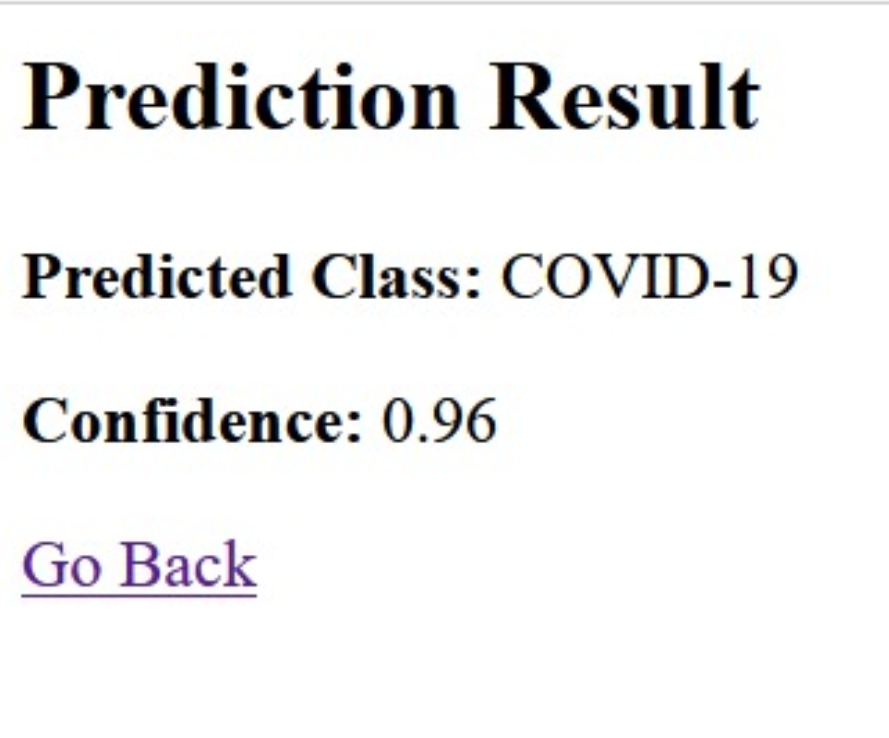 Prediction Result
Predicted Class: COVID-19
Confidence: 0.96
Go Back